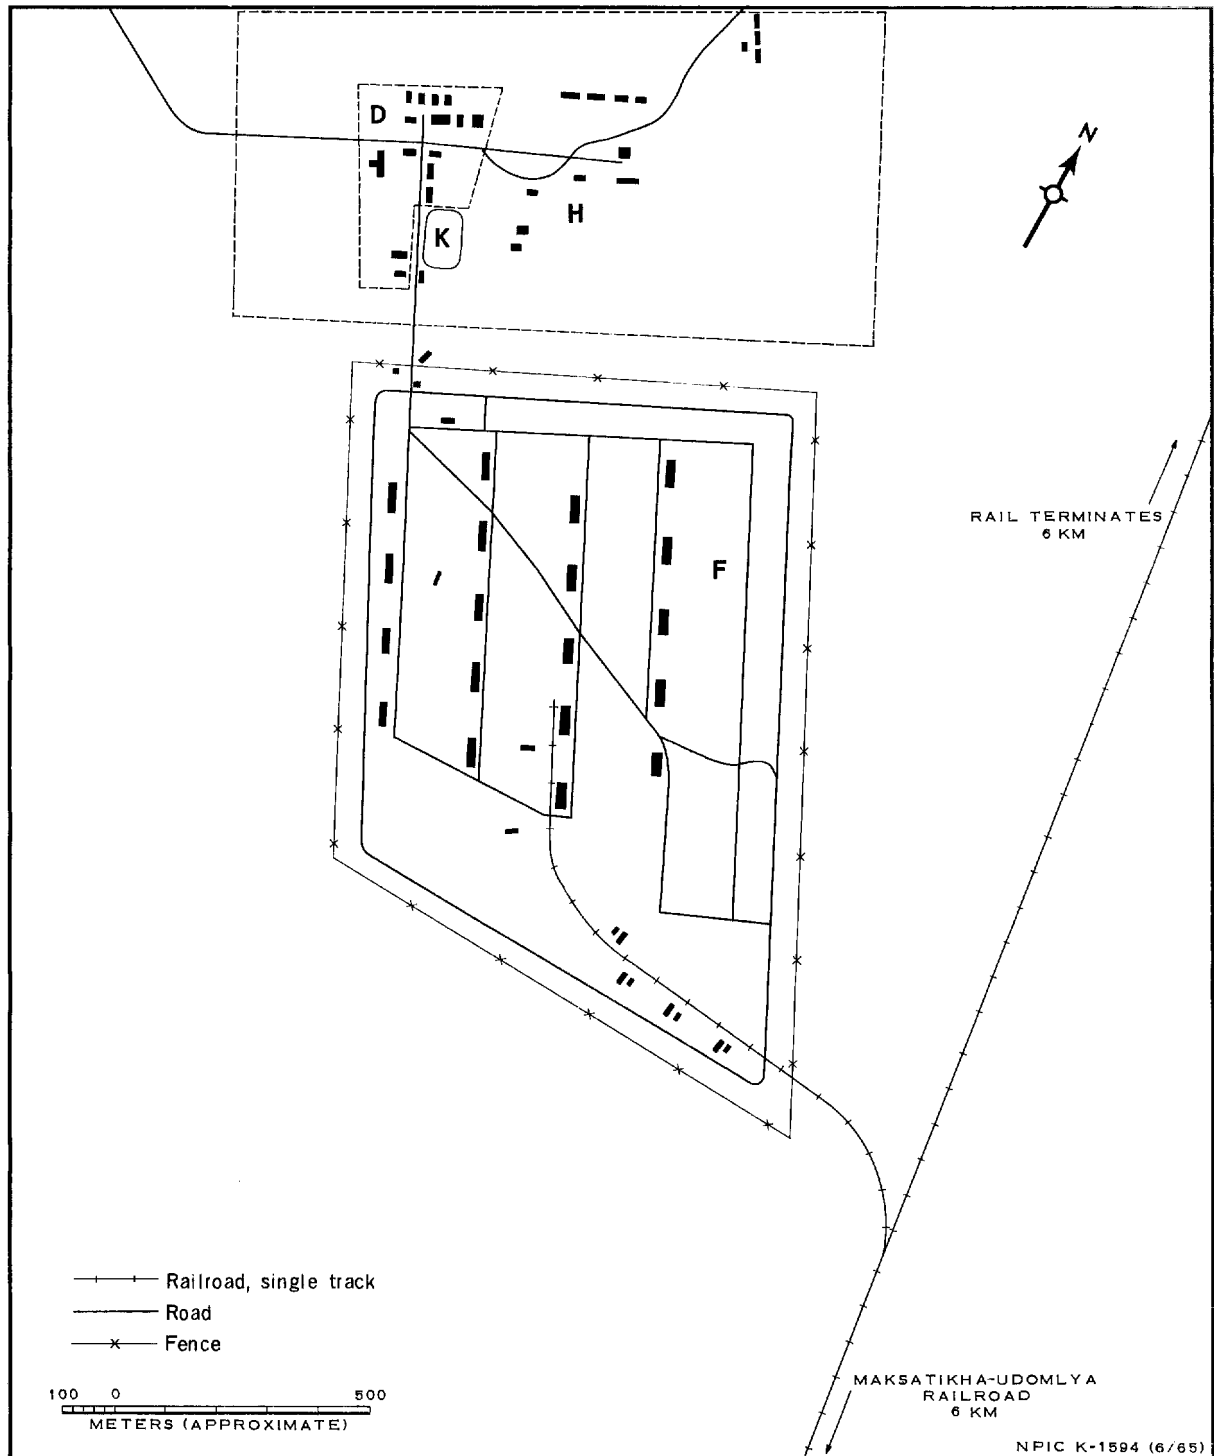 D
N
K
H
RAIL TERMINATES
6 KM
F
Railroad, single track
Road
Fence
100 0 500
METERS (APPROXIMATE)
MAKSATIKHA-UDOMLYA
RAILROAD
6 KM
NPIC K-1594 (6/65)